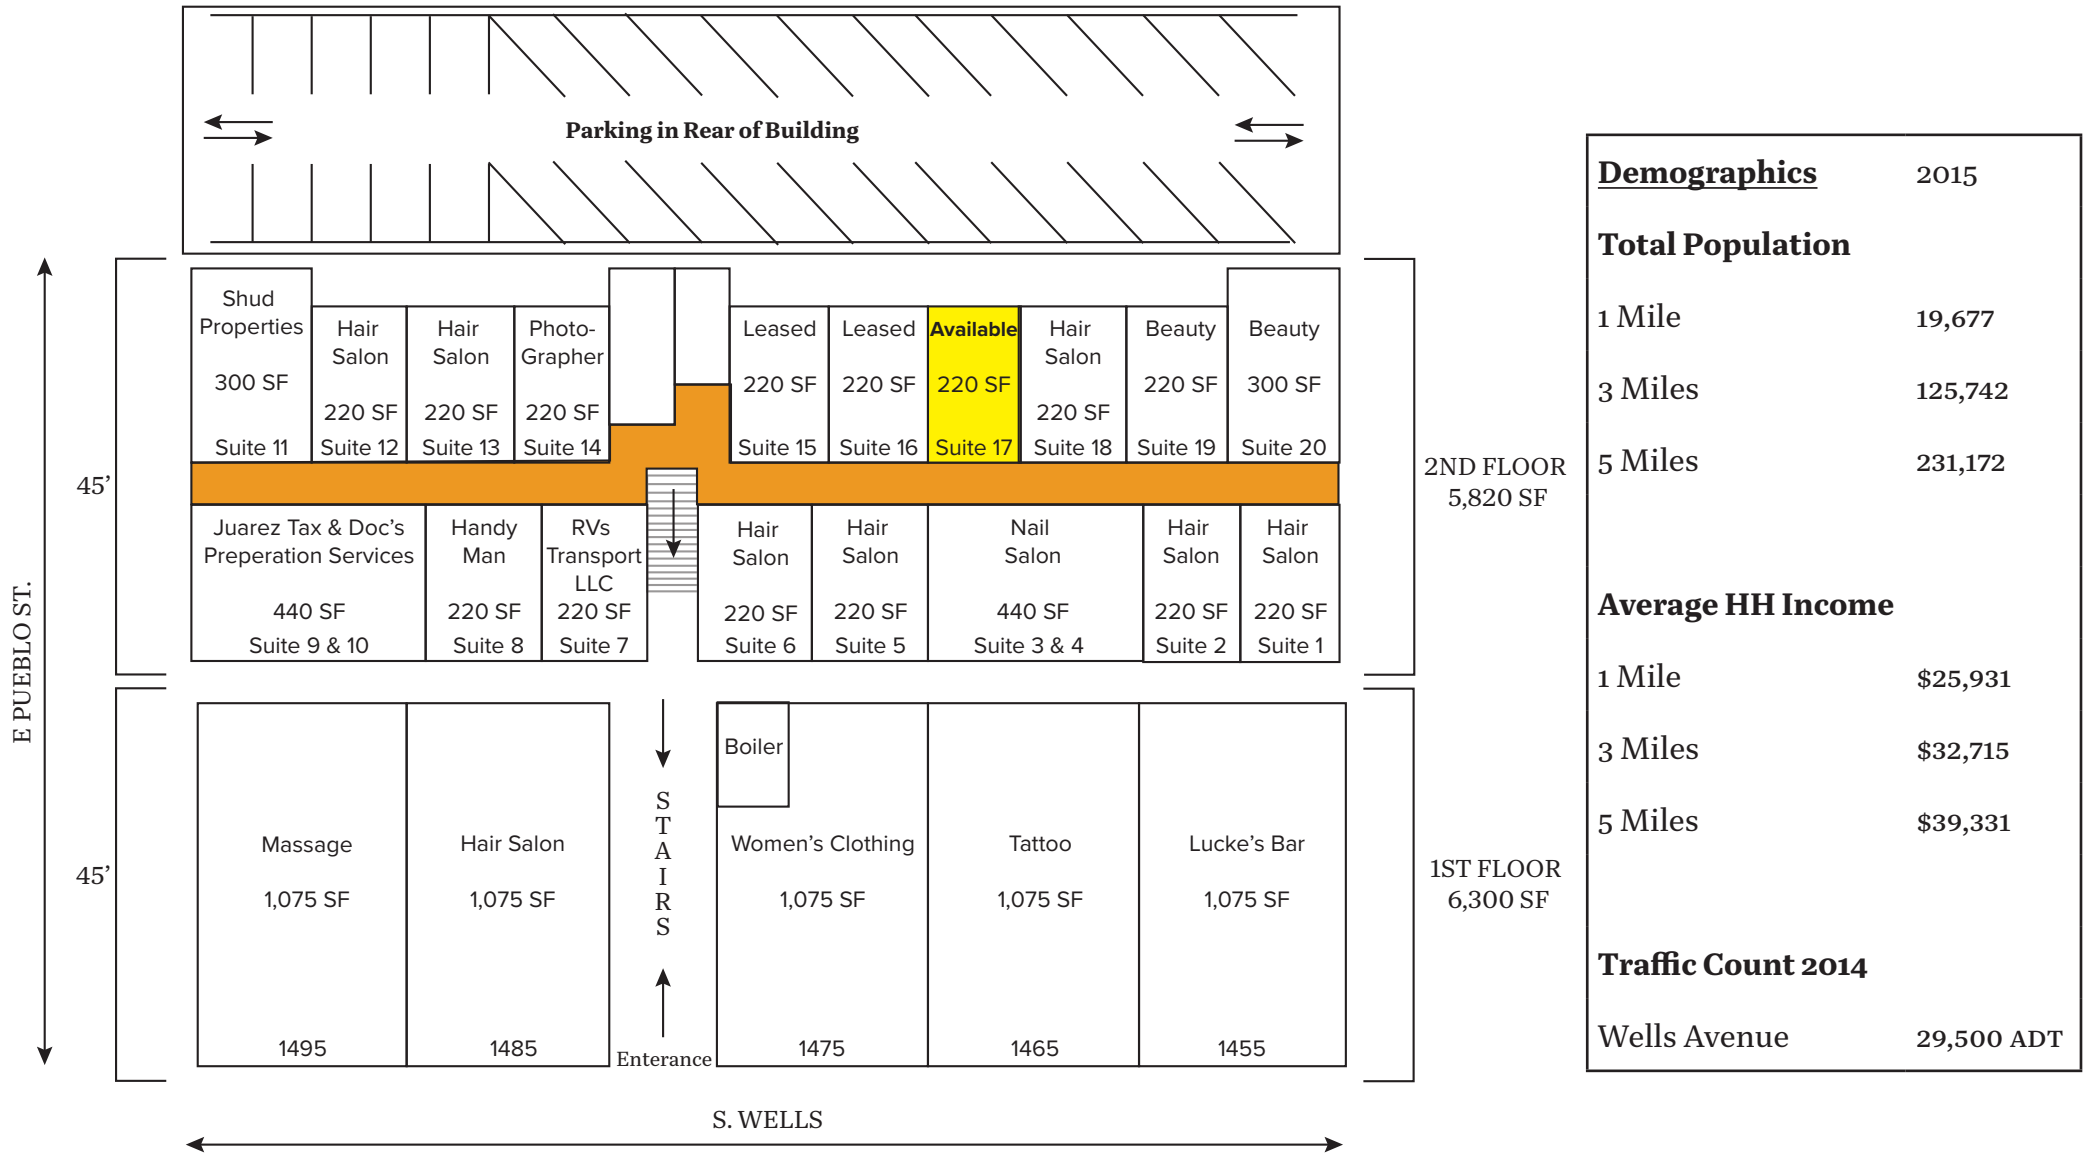 Parking in Rear of Building
Shud
Properties
300 SF
Suite 11
Hair
Salon
220 SF
Suite 12
Hair
Salon
220 SF
Suite 13
Photo-
Grapher
220 SF
Suite 14
Leased
220 SF
Suite 15
Leased
220 SF
Suite 16
Available
220 SF
Suite 17
Hair
Salon
220 SF
Suite 18
Beauty
220 SF
Suite 19
Beauty
300 SF
Suite 20
45’
2ND FLOOR
5,820 SF
Juarez Tax & Doc’s
Preperation Services
440 SF
Suite 9 & 10
Handy
Man
220 SF
Suite 8
RVs
Transport
LLC
220 SF
Suite 7
Hair
Salon
220 SF
Suite 6
Hair
Salon
220 SF
Suite 5
Nail
Salon
440 SF
Suite 3 & 4
Hair
Salon
220 SF
Suite 2
Hair
Salon
220 SF
Suite 1
E PUEBLO ST.
45’
Massage
1,075 SF
1495
Hair Salon
1,075 SF
1485
STAIRS
Enterance
Boiler
Women’s Clothing
1,075 SF
1475
Tattoo
1,075 SF
1465
Lucke’s Bar
1,075 SF
1455
1ST FLOOR
6,300 SF
S. WELLS
Demographics 2015
Total Population
1 Mile 19,677
3 Miles 125,742
5 Miles 231,172
Average HH Income
1 Mile $25,931
3 Miles $32,715
5 Miles $39,331
Traffic Count 2014
Wells Avenue 29,500 ADT